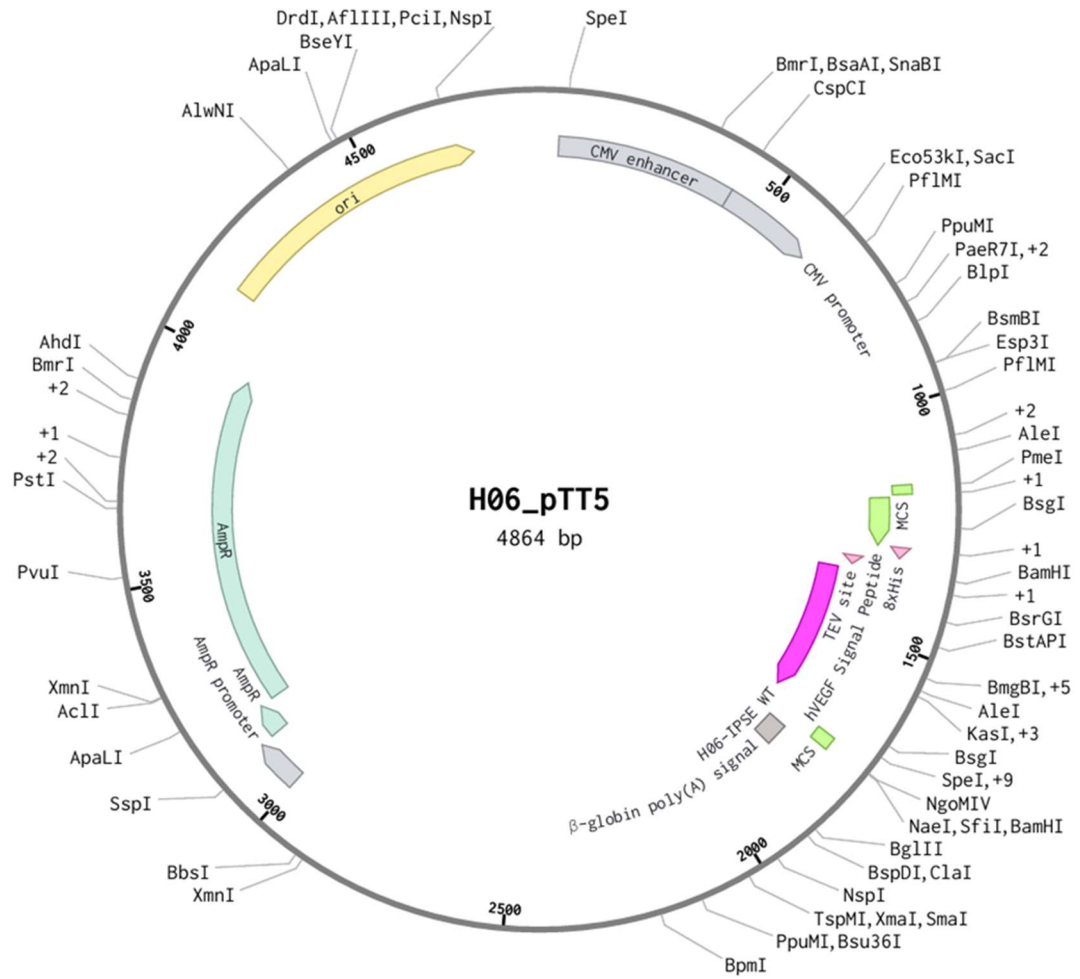 DrdI,AflIII,PciI,NspI
SpeI
BseYI
ApaLI
AlwNI
BmrI,BsaAI,SnaBI
CspCI
4500
500
CMV enhancer
ori
Eco53kI,SacI
PflMI
PpuMI
PaeR7I,+2
BlpI
CMV promoter
BsmBI
Esp3I
PflMI
4000
AhdI
BmrI
+2
+1
+2
PstI
1000
+2
AleI
PmeI
+1
BsgI
H06_pTT5
4864 bp
MCS
AmpR
+1
BamHI
+1
BsrGI
BstAPI
8xHis
TEV site
hVEGF Signal Peptide
PvuI
3500
1500
BmgBI,+5
AleI
KasI,+3
BsgI
SpeI,+9
NgoMIV
NaeI,SfiI,BamHI
BglII
BspDI,ClaI
NspI
TspMI,XmaI,SmaI
PpuMI,Bsu36I
BpmI
H06-IPSE WT
MCS
β-globin poly(A) signal
AmpR
AmpR promoter
XmnI
AclI
ApaLI
SspI
3000
BbsI
XmnI
2500
2000